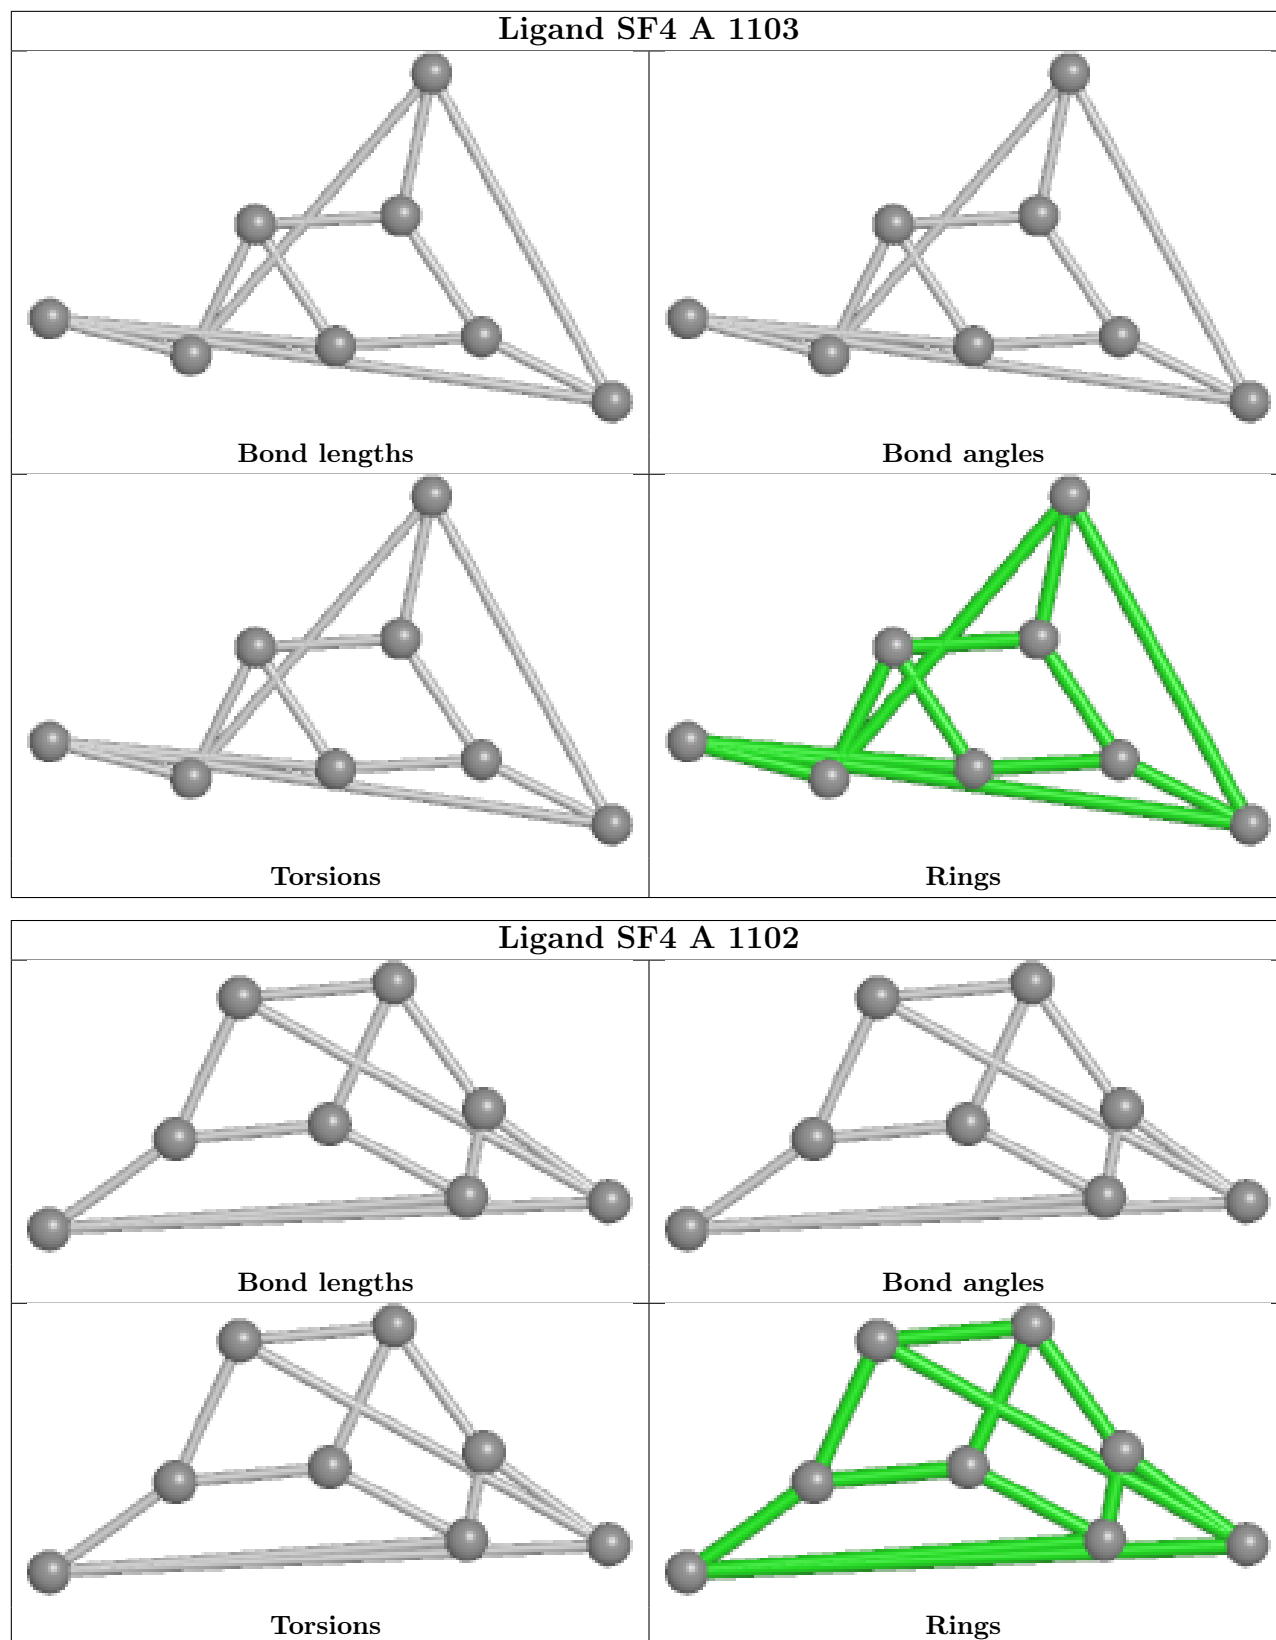 Ligand SF4 A 1103
Bond lengths
Bond angles
Torsions
Rings
Ligand SF4 A 1102
Bond lengths
Bond angles
Torsions
Rings